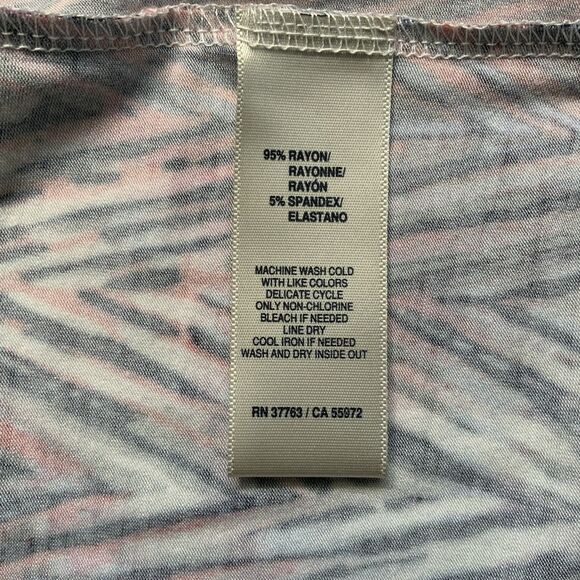 95% RAYON/
RAYONNE/
RAYÓN
5% SPANDEX/
ELASTANO
MACHINE WASH COLD
WITH LIKE COLORS
DELICATE CYCLE
ONLY NON-CHLORINE
BLEACH IF NEEDED
LINE DRY
COOL IRON IF NEEDED
WASH AND DRY INSIDE OUT
RN 37763 / CA 55972